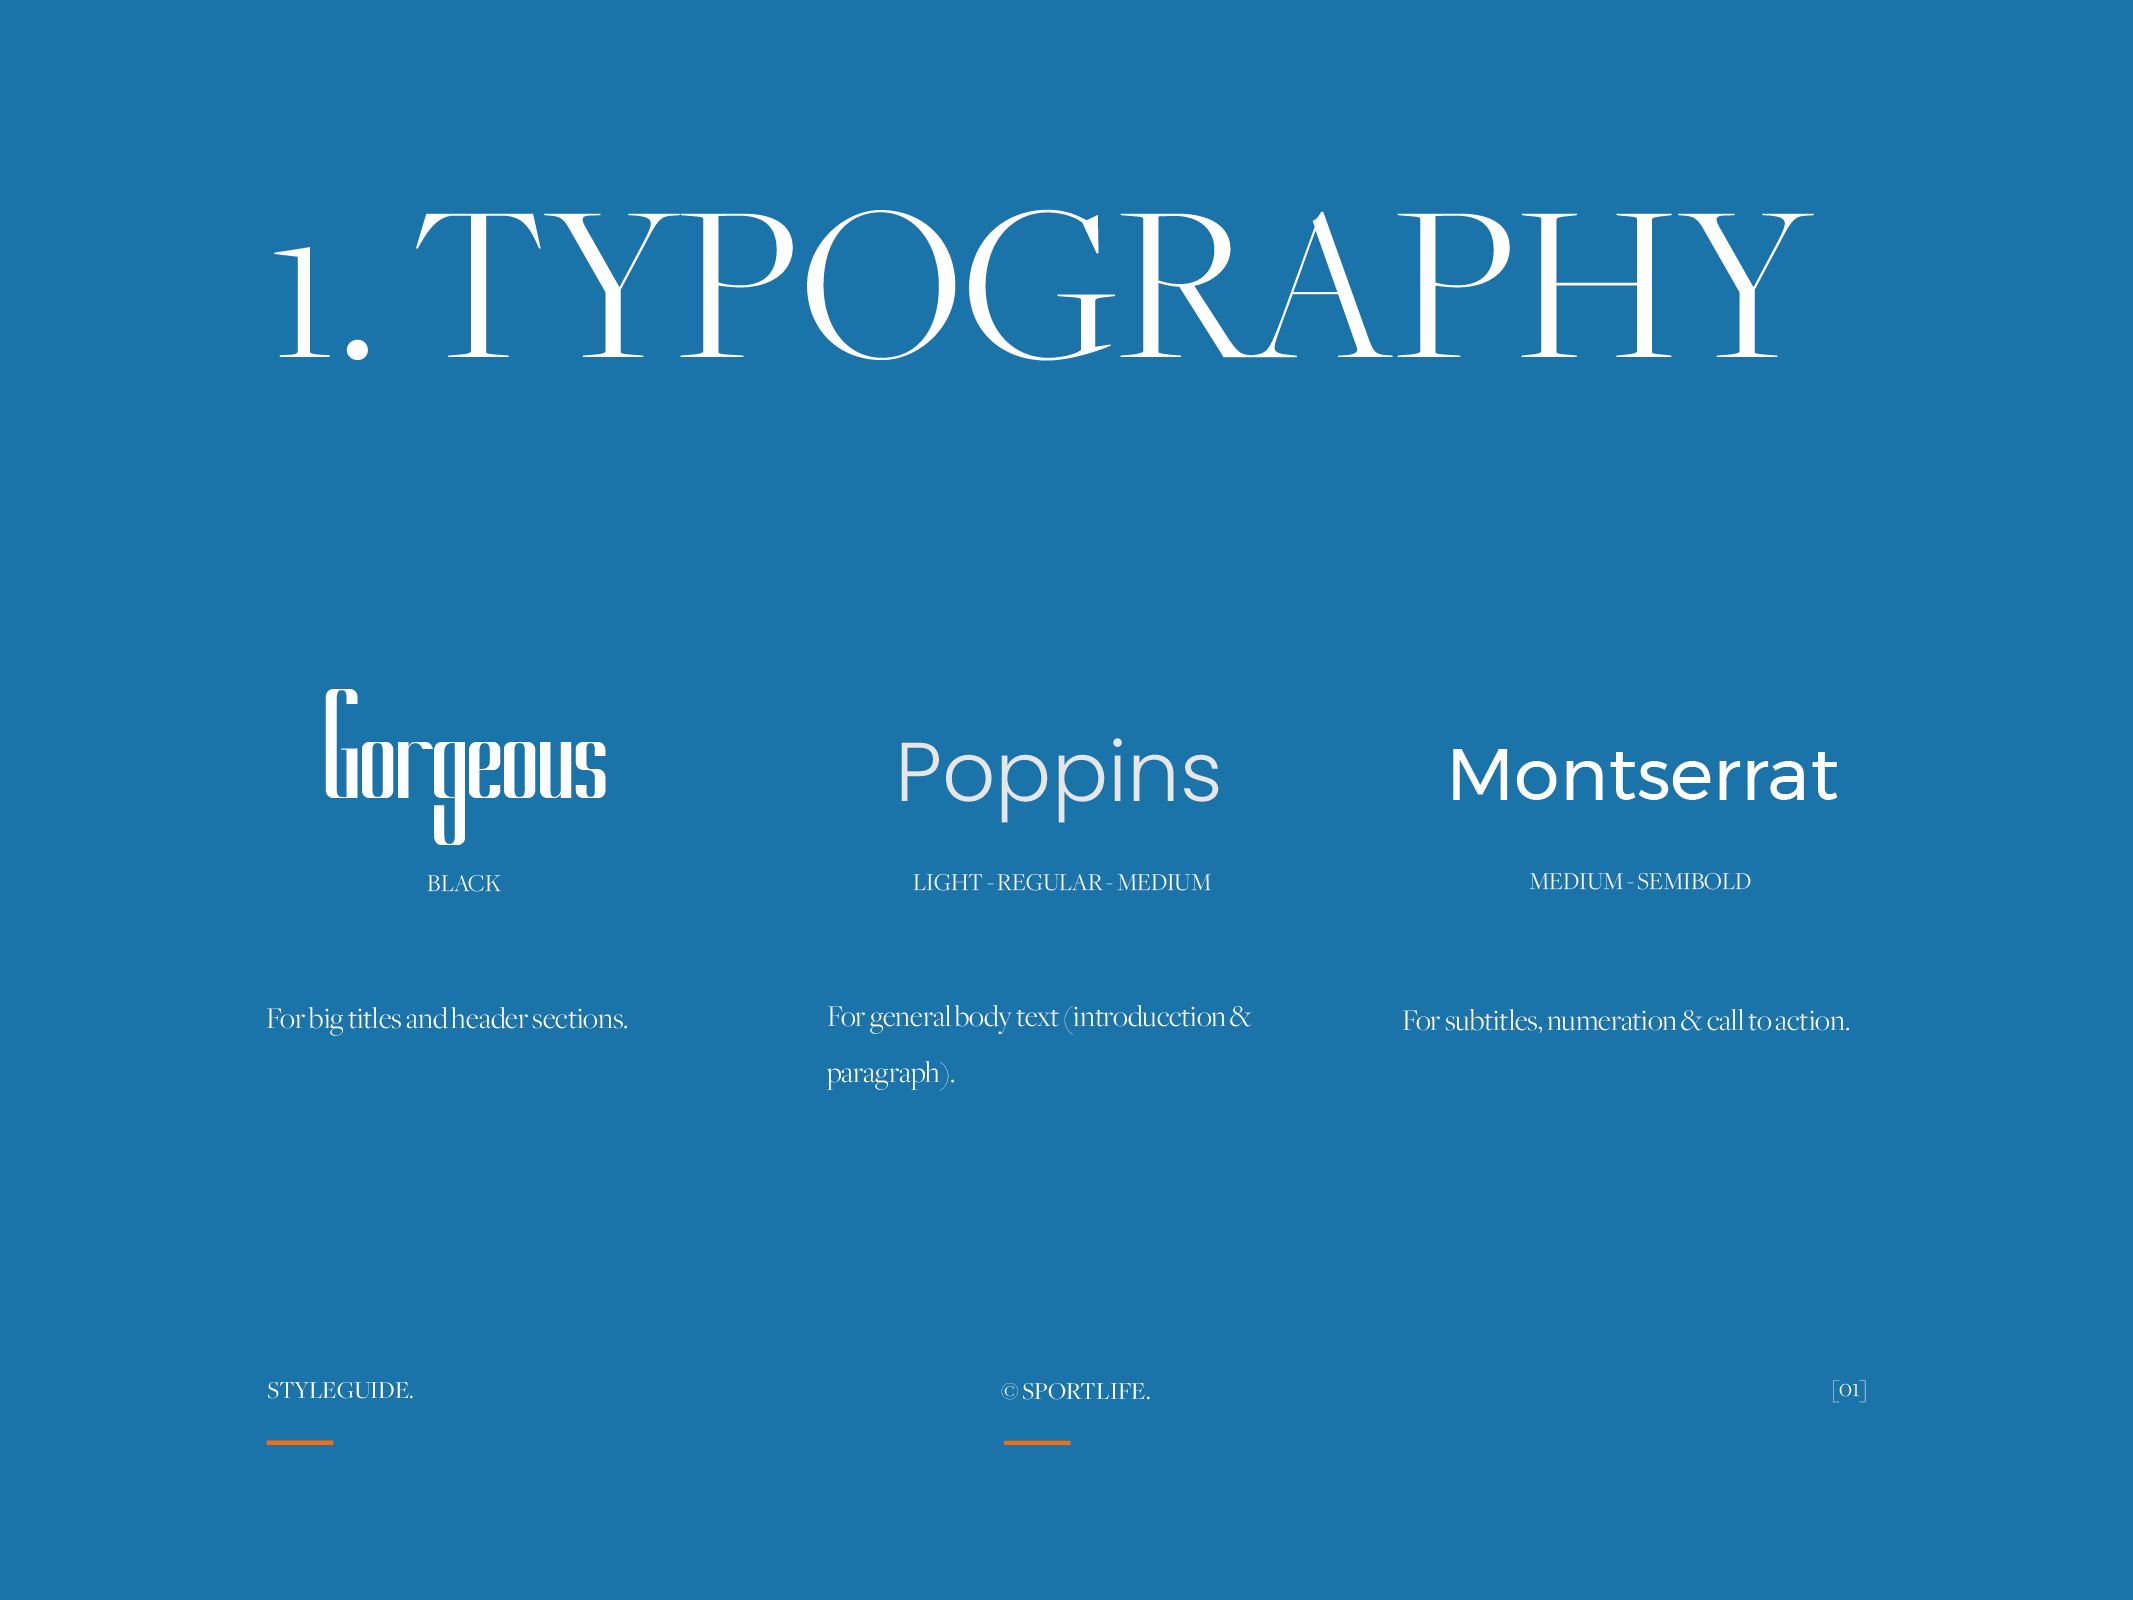 1. TYPOGRAPHY
Gorgeous
Poppins
Montserrat
BLACK
LIGHT - REGULAR - MEDIUM
MEDIUM - SEMIBOLD
For big titles and header sections.
For general body text (introducction &
paragraph).
For subtitles, numeration & call to action.
STYLEGUIDE.
© SPORTLIFE.
[01]